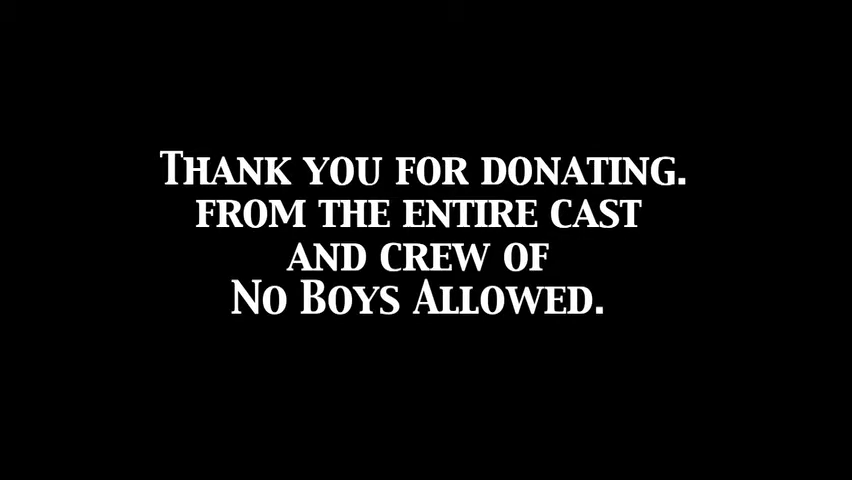 Thank you for donating.
from the entire cast
and crew of
No Boys Allowed.